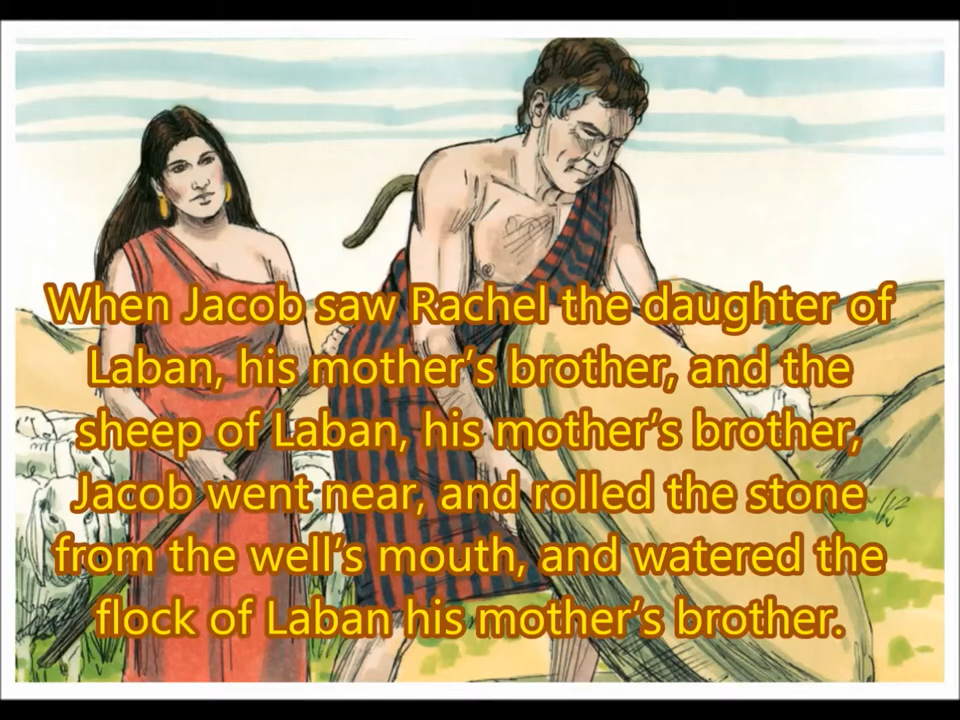 When Jacob saw Rachel the daughter of
Laban, his mother’s brother, and the
sheep of Laban, his mother’s brother,
Jacob went near, and rolled the stone
from the well’s mouth, and watered the
flock of Laban his mother’s brother.